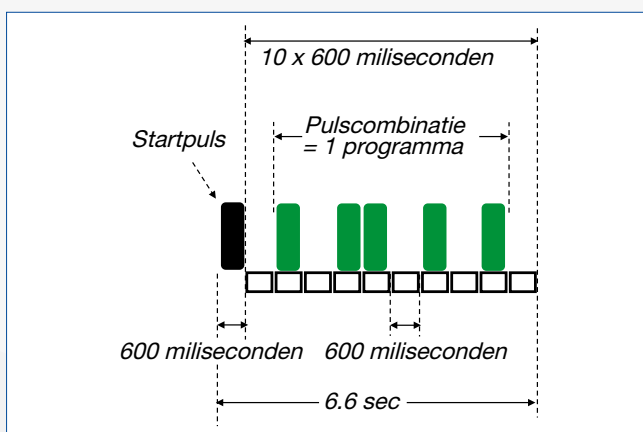 10 x 600 miliseconden
Startpuls
Pulscombinatie
= 1 programma
600 miliseconden
600 miliseconden
6.6 sec